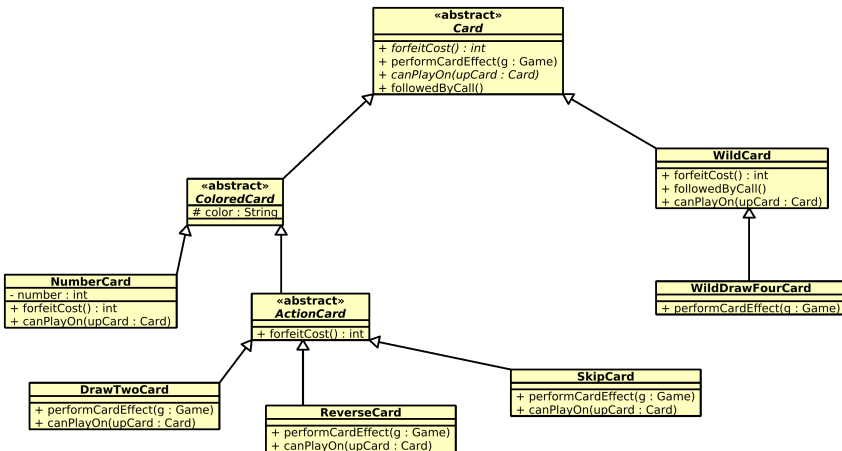 «abstract»
Card
+ forfeitCost() : int
+ performCardEffect(g : Game)
+ canPlayOn(upCard : Card)
+ followedByCall()
WildCard
+ forfeitCost() : int
+ followedByCall()
+ canPlayOn(upCard : Card)
«abstract»
ColoredCard
# color : String
NumberCard
- number : int
+ forfeitCost() : int
+ canPlayOn(upCard : Card)
«abstract»
ActionCard
+ forfeitCost() : int
WildDrawFourCard
+ performCardEffect(g : Game)
DrawTwoCard
+ performCardEffect(g : Game)
+ canPlayOn(upCard : Card)
ReverseCard
+ performCardEffect(g : Game)
+ canPlayOn(upCard : Card)
SkipCard
+ performCardEffect(g : Game)
+ canPlayOn(upCard : Card)